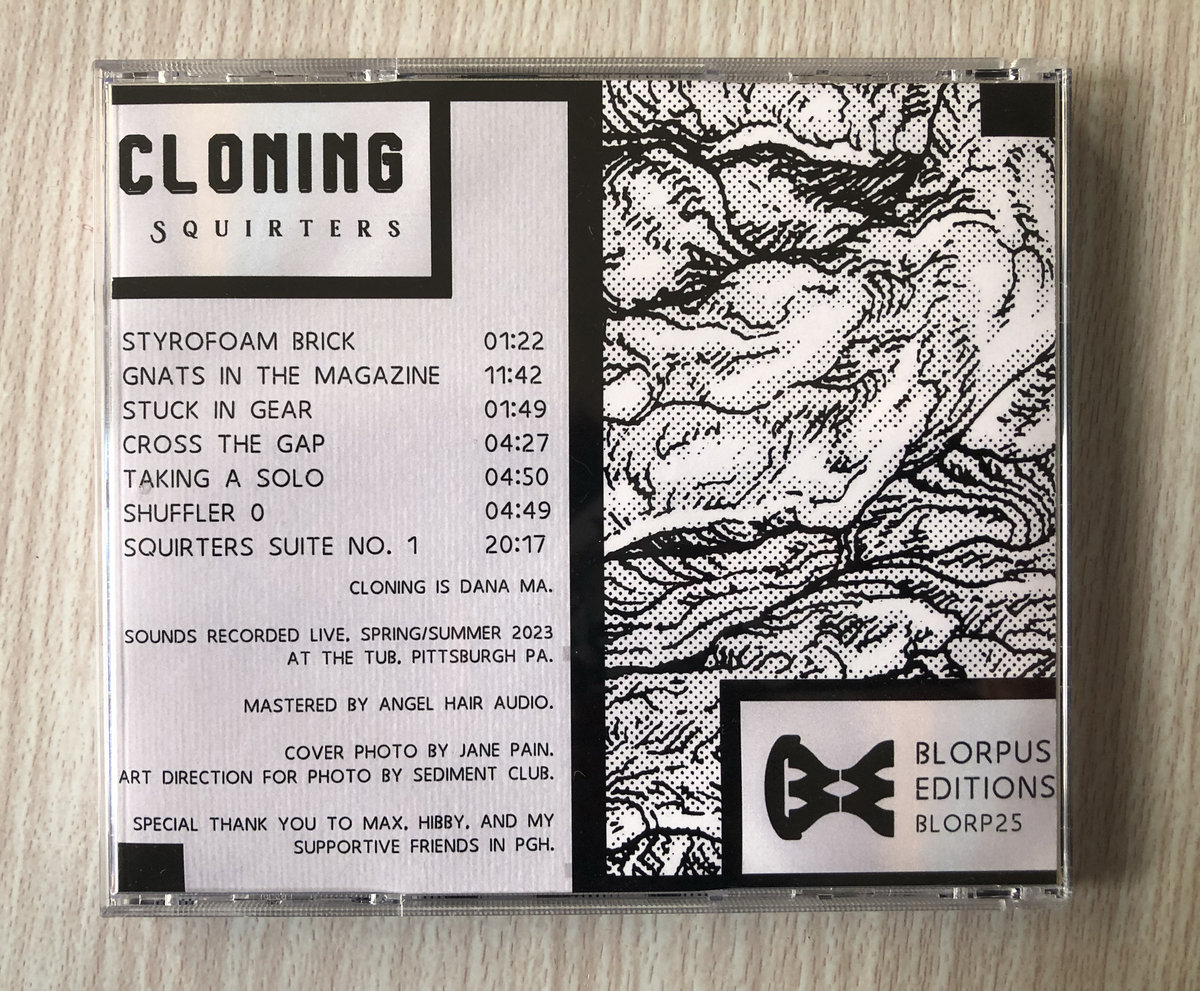 CLONING
SQUIRTERS
STYROFOAM BRICK 01:22
GNATS IN THE MAGAZINE 11:42
STUCK IN GEAR 01:49
CROSS THE GAP 04:27
TAKING A SOLO 04:50
SHUFFLER 0 04:49
SQUIRTERS SUITE NO. 1 20:17
CLONING IS DANA MA.
SOUNDS RECORDED LIVE, SPRING/SUMMER 2023
AT THE TUB, PITTSBURGH PA.
MASTERED BY ANGEL HAIR AUDIO.
COVER PHOTO BY JANE PAIN.
ART DIRECTION FOR PHOTO BY SEDIMENT CLUB.
SPECIAL THANK YOU TO MAX, HIBBY, AND MY
SUPPORTIVE FRIENDS IN PGH.
BLORPUS
EDITIONS
BLORP25